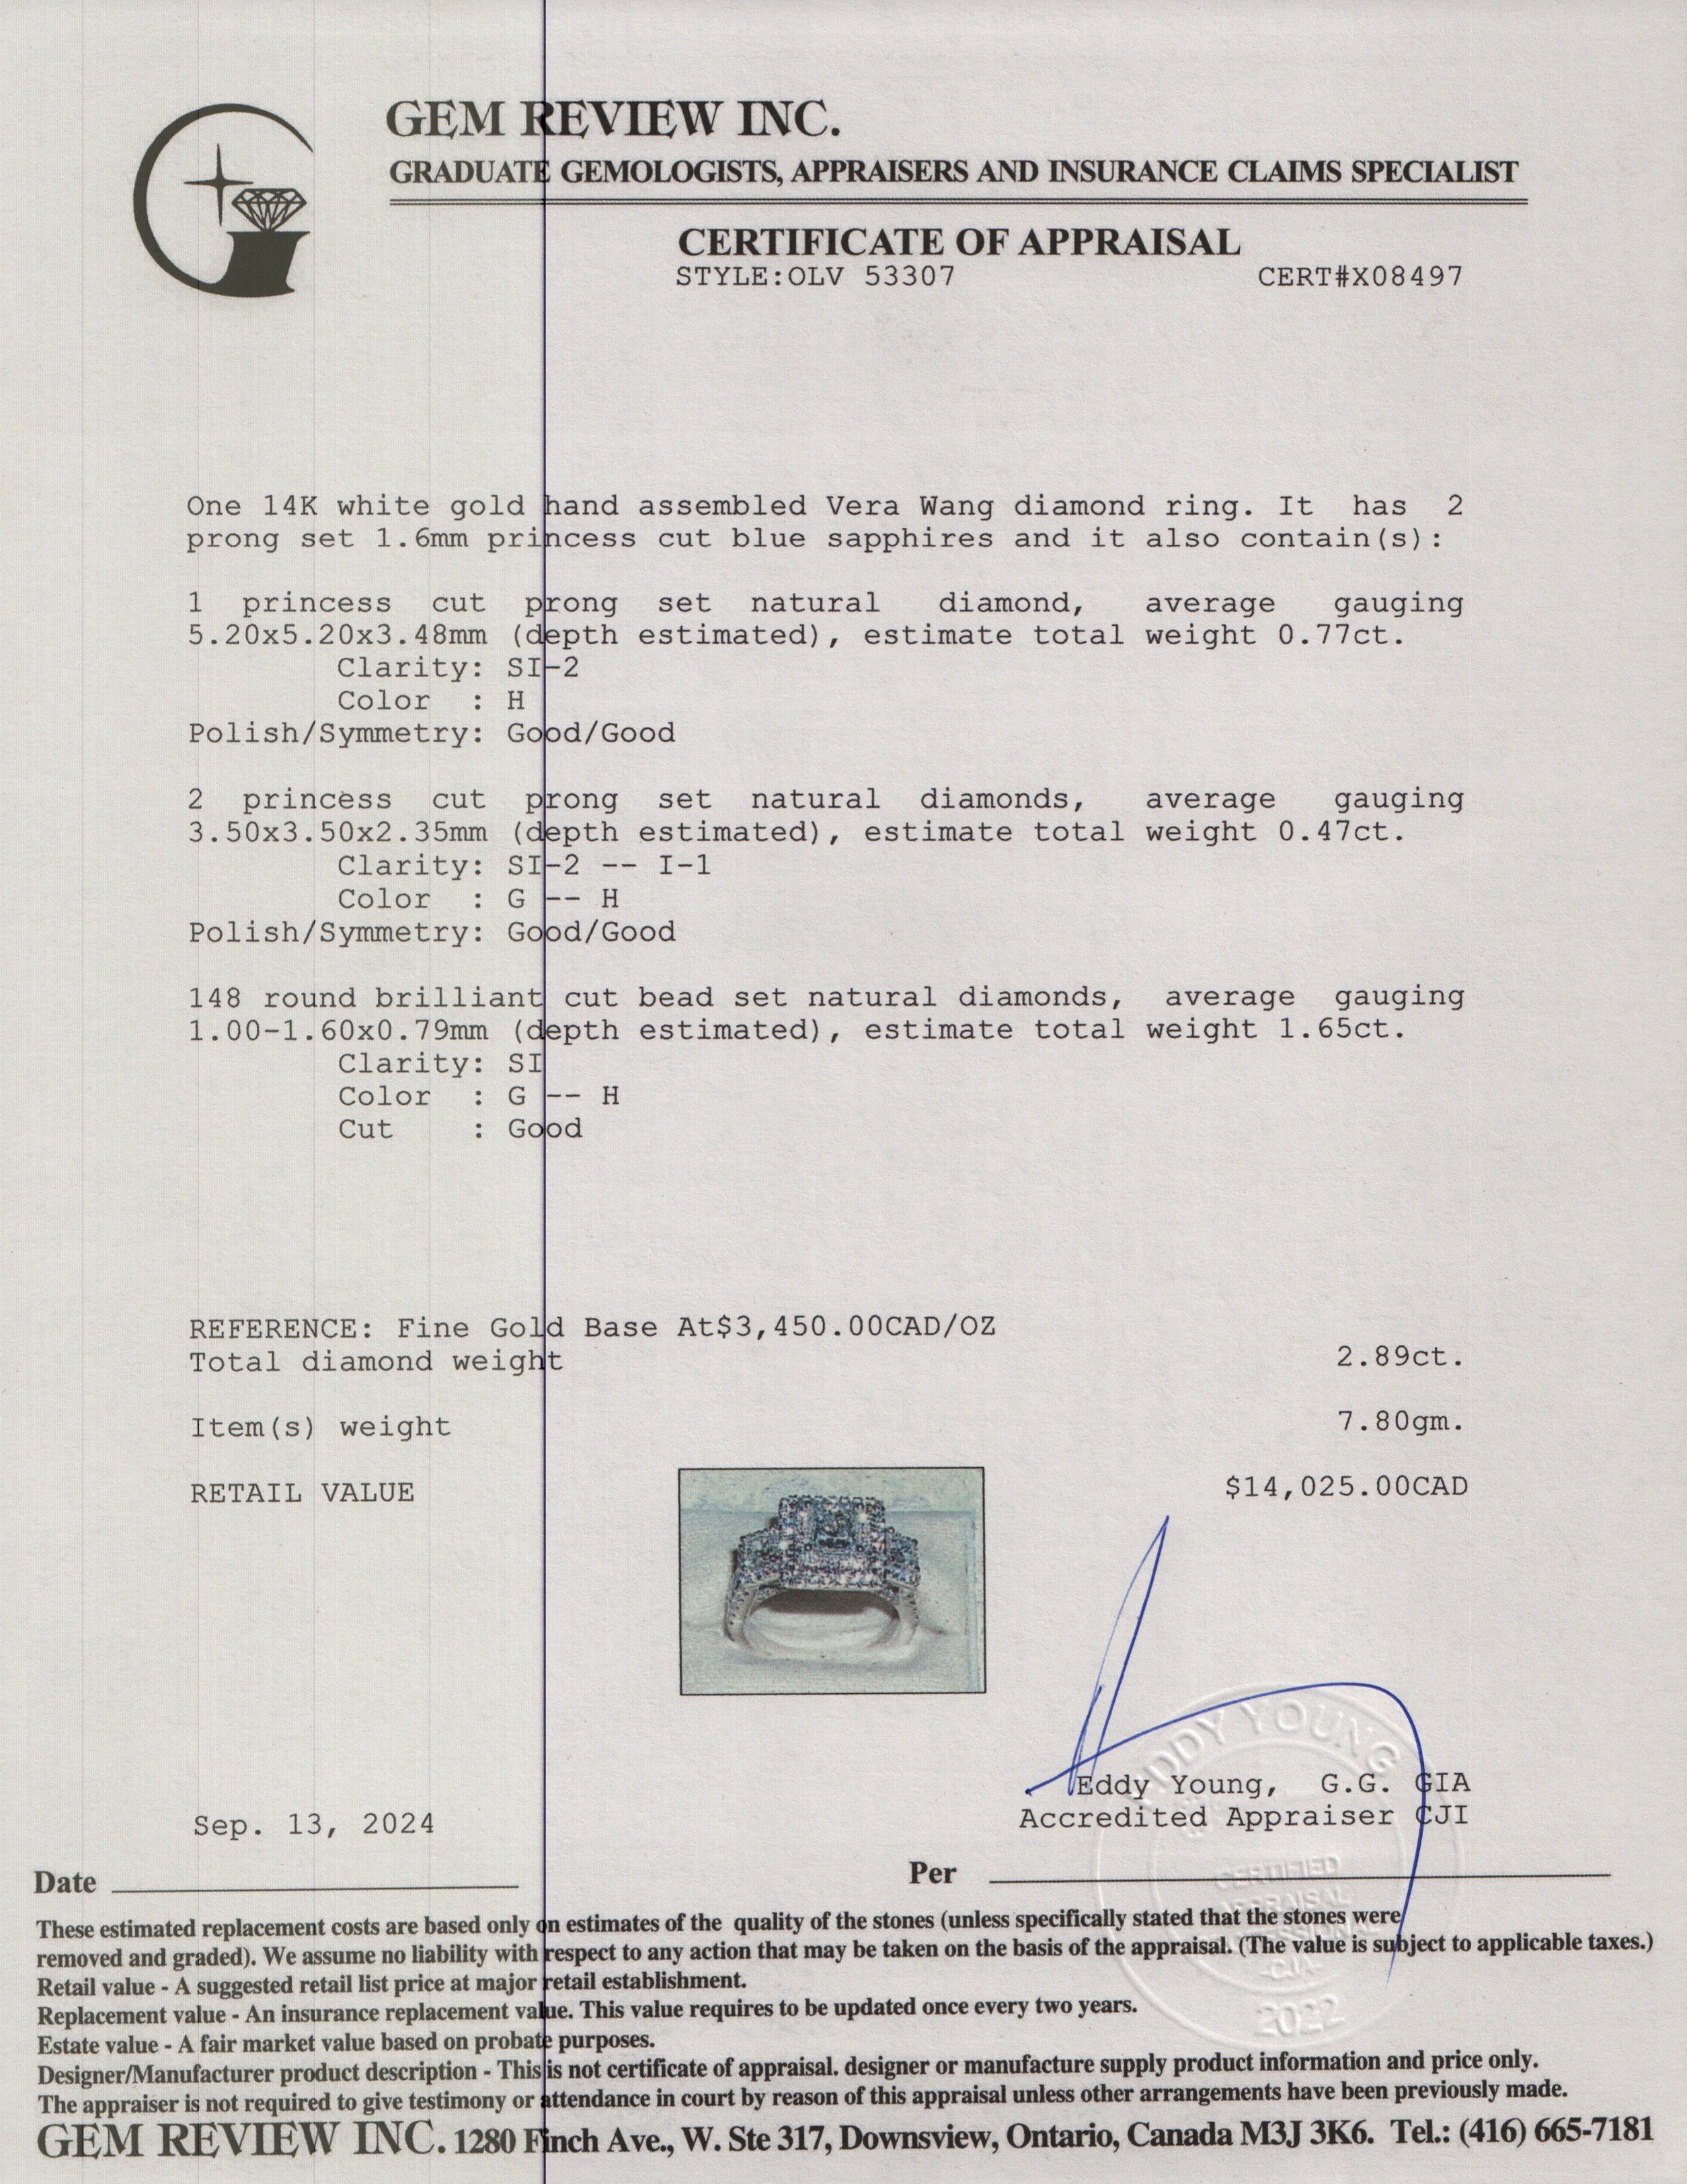 GEM REVIEW INC.
GRADUATE GEMOLOGISTS, APPRAISERS AND INSURANCE CLAIMS SPECIALIST
CERTIFICATE OF APPRAISAL
STYLE:OLV 53307 CERT#X08497
One 14K white gold hand assembled Vera Wang diamond ring. It has 2
prong set 1.6mm princess cut blue sapphires and it also contain(s):
1 princess cut prong set natural diamond, average gauging
5.20x5.20x3.48mm (depth estimated), estimate total weight 0.77ct.
Clarity: SI-2
Color : H
Polish/Symmetry: Good/Good
2 princess cut prong set natural diamonds, average gauging
3.50x3.50x2.35mm (depth estimated), estimate total weight 0.47ct.
Clarity: SI-2 -- I-1
Color : G -- H
Polish/Symmetry: Good/Good
148 round brilliant cut bead set natural diamonds, average gauging
1.00-1.60x0.79mm (depth estimated), estimate total weight 1.65ct.
Clarity: SI
Color : G -- H
Cut : Good
REFERENCE: Fine Gold Base At$3,450.00CAD/OZ
Total diamond weight 2.89ct.
Item(s) weight 7.80gm.
RETAIL VALUE $14,025.00CAD
EDDY YOUNG
Eddy Young, G.G. GIA
Accredited Appraiser CJI
Sep. 13, 2024
Date
Per
CERTIFIED
APPRAISAL
CJA
2022
These estimated replacement costs are based only on estimates of the quality of the stones (unless specifically stated that the stones were
removed and graded). We assume no liability with respect to any action that may be taken on the basis of the appraisal. (The value is subject to applicable taxes.)
Retail value - A suggested retail list price at major retail establishment.
Replacement value - An insurance replacement value. This value requires to be updated once every two years.
Estate value - A fair market value based on probate purposes.
Designer/Manufacturer product description - This is not certificate of appraisal. designer or manufacture supply product information and price only.
The appraiser is not required to give testimony or attendance in court by reason of this appraisal unless other arrangements have been previously made.
GEM REVIEW INC. 1280 Finch Ave., W. Ste 317, Downsview, Ontario, Canada M3J 3K6. Tel.: (416) 665-7181